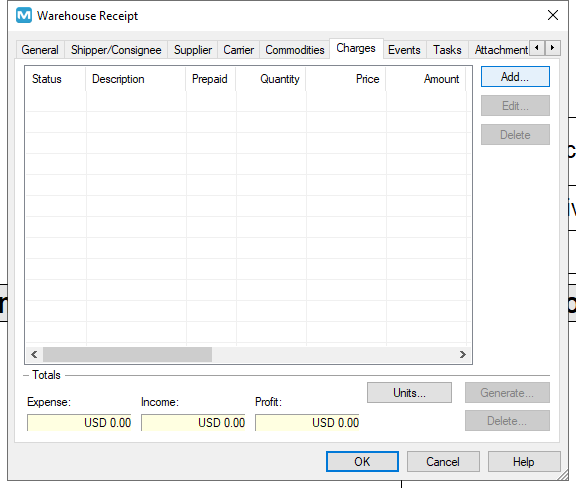 Warehouse Receipt
General Shipper/Consignee Supplier Carrier Commodities Charges Events Tasks Attachment
Status Description Prepaid Quantity Price Amount
Add...
Edit...
Delete
Totals
Units... Generate...
Expense: Income: Profit:
USD 0.00 USD 0.00 USD 0.00
Delete...
OK Cancel Help